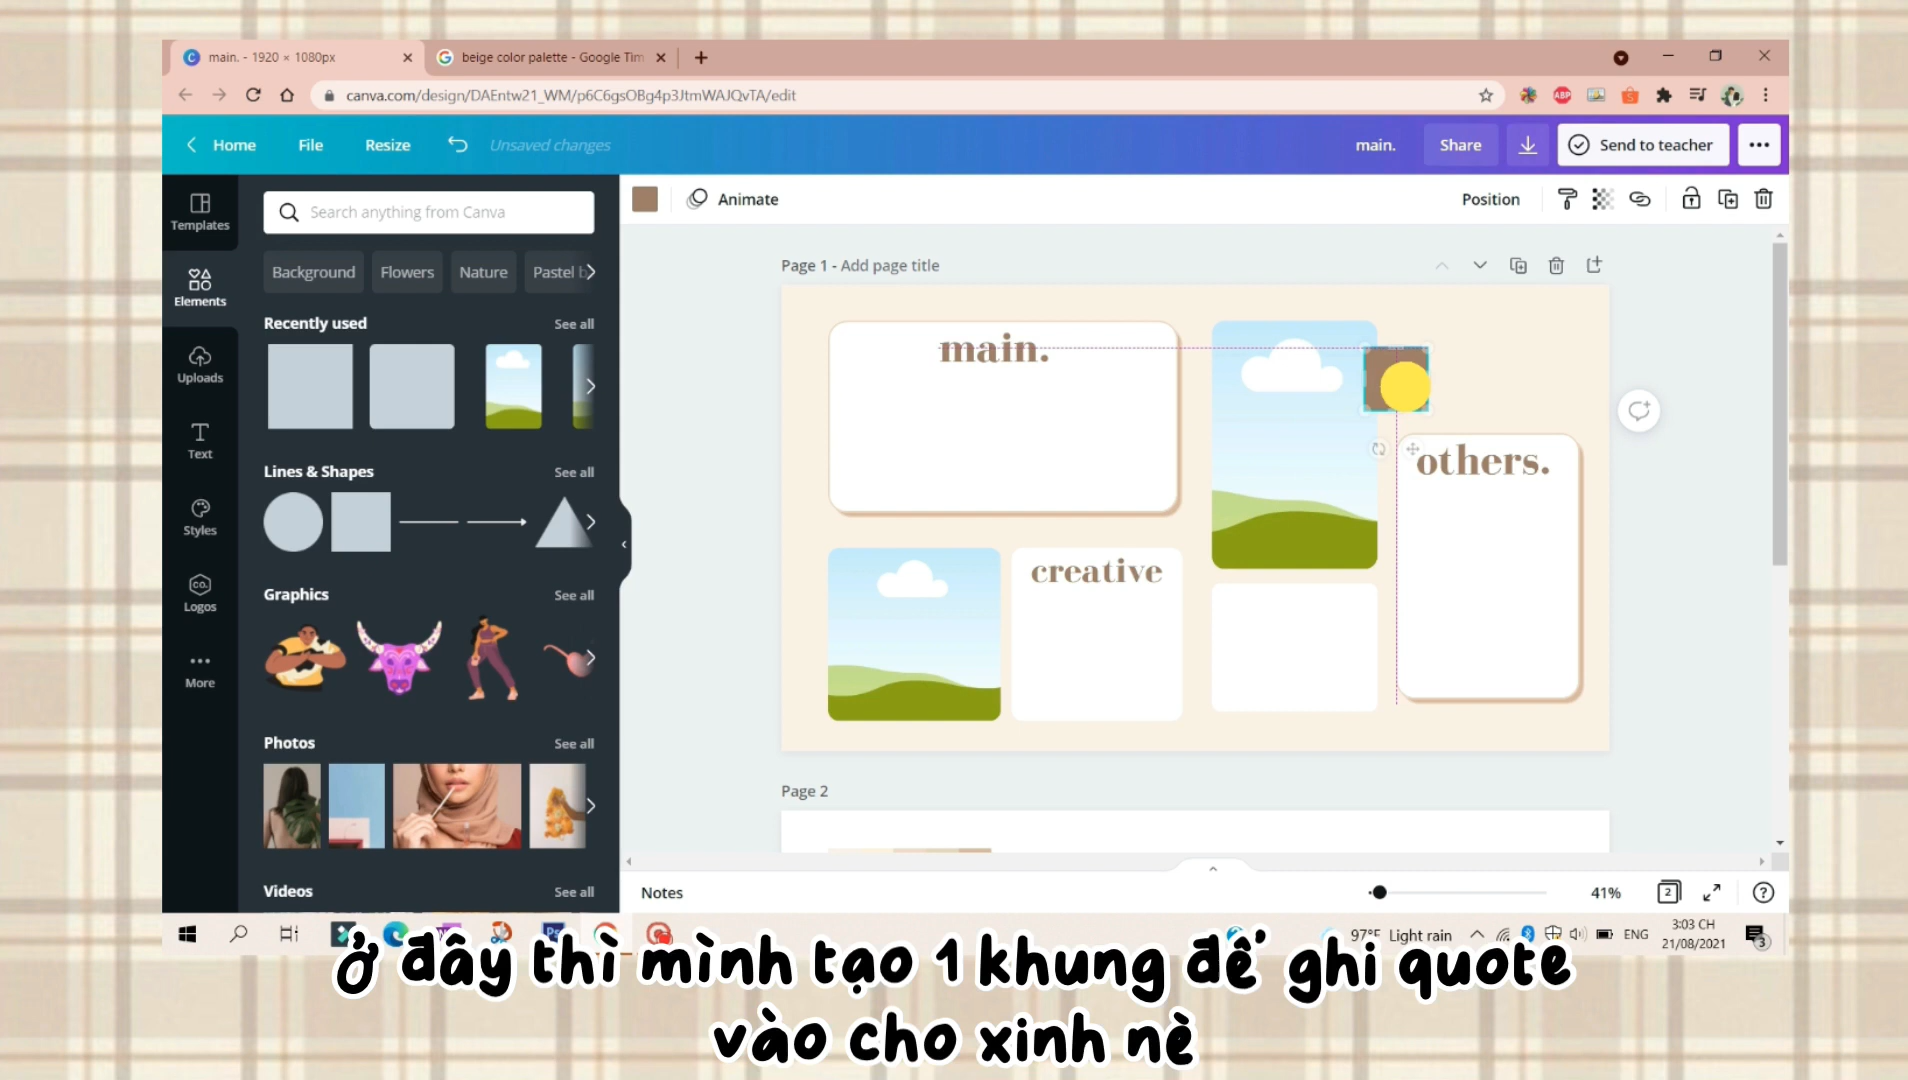 main. - 1920 × 1080px
beige color palette - Google Tìm
canva.com/design/DAEntw21_WM/p6C6gsOBg4p3JtmWAJQvTA/edit
ABP
Home
File
Resize
Unsaved changes
main.
Share
Send to teacher
Templates
Elements
Uploads
Text
Styles
CO.
Logos
More
Search anything from Canva
Background
Flowers
Nature
Pastel b
Recently used
See all
Lines & Shapes
See all
Graphics
See all
Photos
See all
Videos
See all
Animate
Position
Page 1 - Add page title
main.
others.
creative
Page 2
Notes
41%
2
97°F Light rain
ENG
3:03 CH
21/08/2021
3
ở đây thì mình tạo 1 khung để ghi quote
vào cho xinh nè